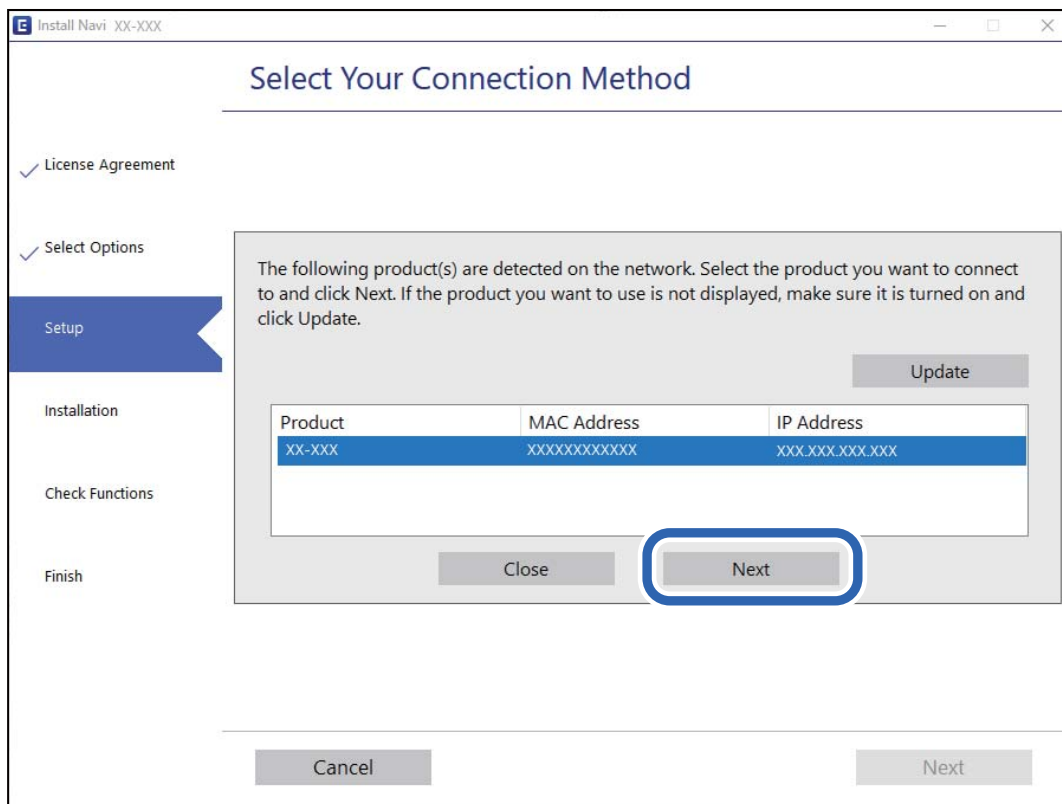 E Install Navi XX-XXX
Select Your Connection Method
License Agreement
Select Options
Setup
Installation
Check Functions
Finish
The following product(s) are detected on the network. Select the product you want to connect
to and click Next. If the product you want to use is not displayed, make sure it is turned on and
click Update.
Update
Product MAC Address IP Address
XX-XXX XXXXXXXXXXXX XXX.XXX.XXX.XXX
Close Next
Cancel Next